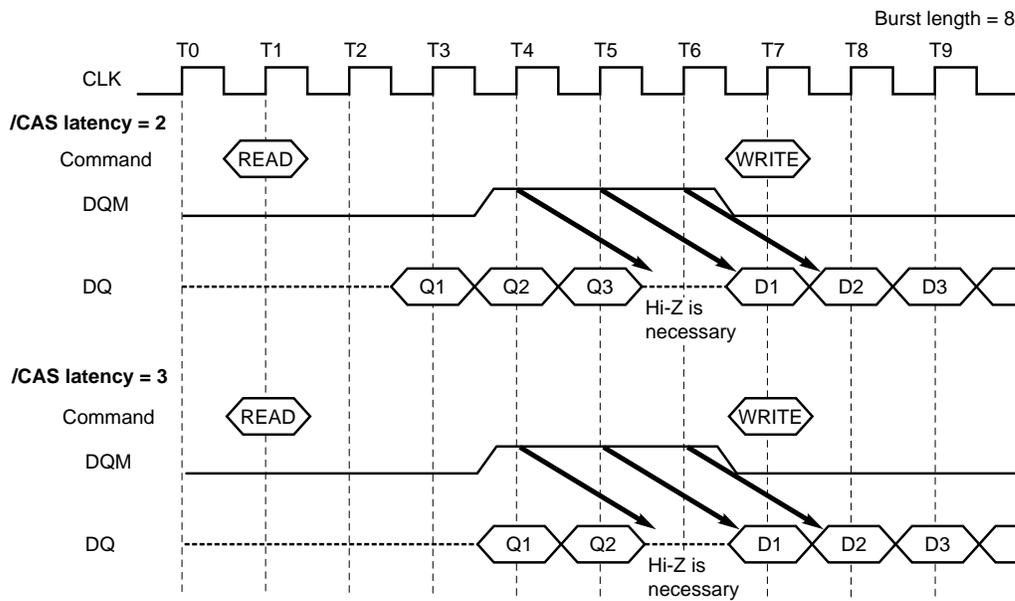 Burst length = 8
T0 T1 T2 T3 T4 T5 T6 T7 T8 T9
CLK
/CAS latency = 2
Command READ WRITE
DQM
DQ Q1 Q2 Q3 D1 D2 D3
Hi-Z is
necessary
/CAS latency = 3
Command READ WRITE
DQM
DQ Q1 Q2 D1 D2 D3
Hi-Z is
necessary